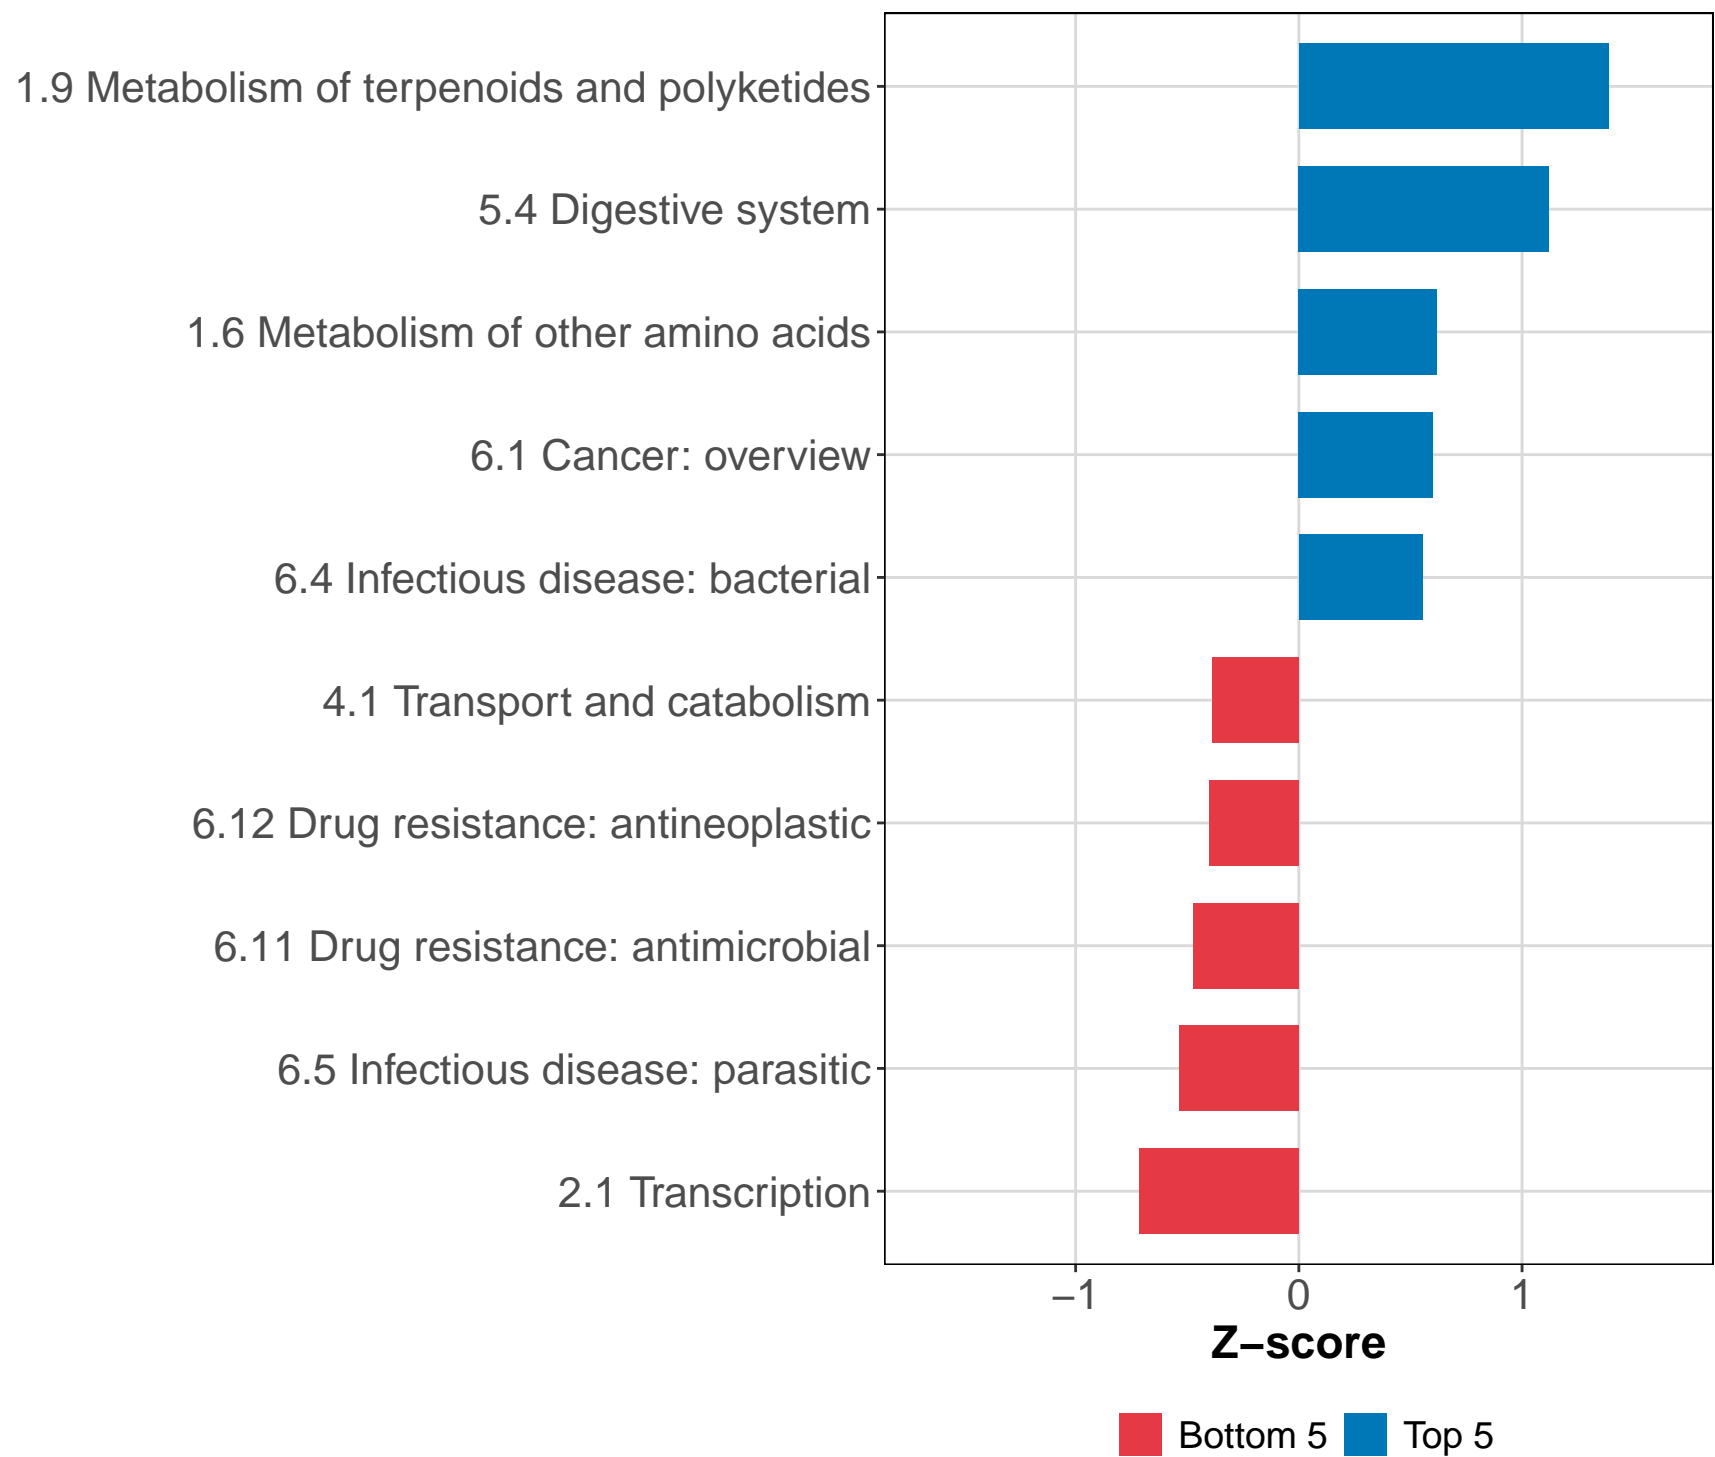 1.9 Metabolism of terpenoids and polyketides
5.4 Digestive system
1.6 Metabolism of other amino acids
6.1 Cancer: overview
6.4 Infectious disease: bacterial
4.1 Transport and catabolism
6.12 Drug resistance: antineoplastic
6.11 Drug resistance: antimicrobial
6.5 Infectious disease: parasitic
2.1 Transcription
−1 0 1
Z−score
Bottom 5 Top 5